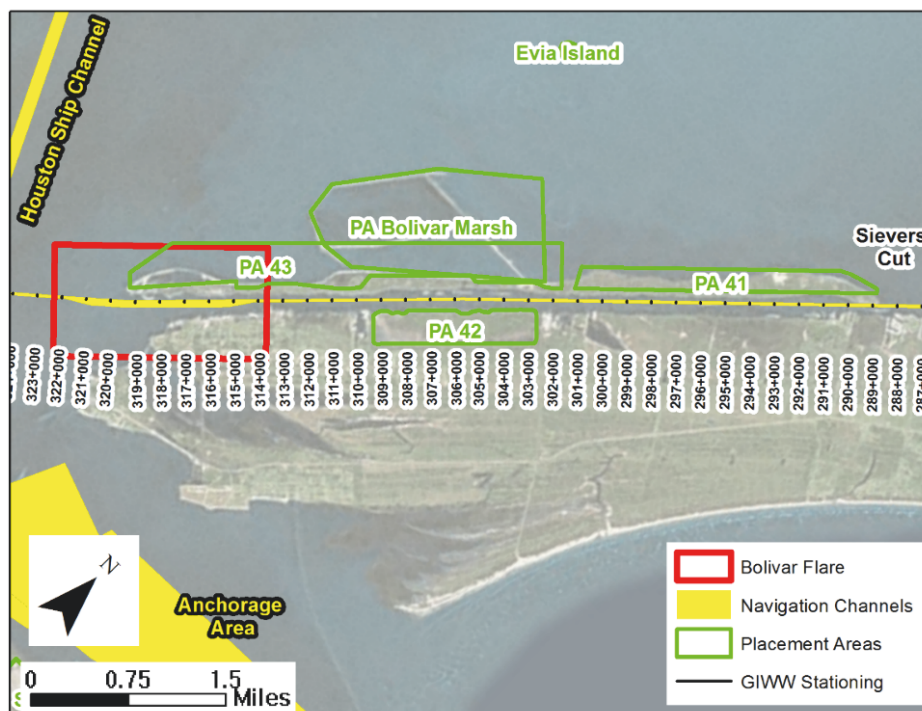 Houston Ship Channel
Evia Island
PA Bolivar Marsh
Sievers
Cut
PA 43
PA 41
PA 42
323+000
322+000
321+000
320+000
319+000
318+000
317+000
316+000
315+000
314+000
313+000
312+000
311+000
310+000
309+000
308+000
307+000
306+000
305+000
304+000
303+000
302+000
301+000
300+000
299+000
298+000
297+000
296+000
295+000
294+000
293+000
292+000
291+000
290+000
289+000
288+000
N
Anchorage
Area
0 0.75 1.5
Miles
Bolivar Flare
Navigation Channels
Placement Areas
GIWW Stationing